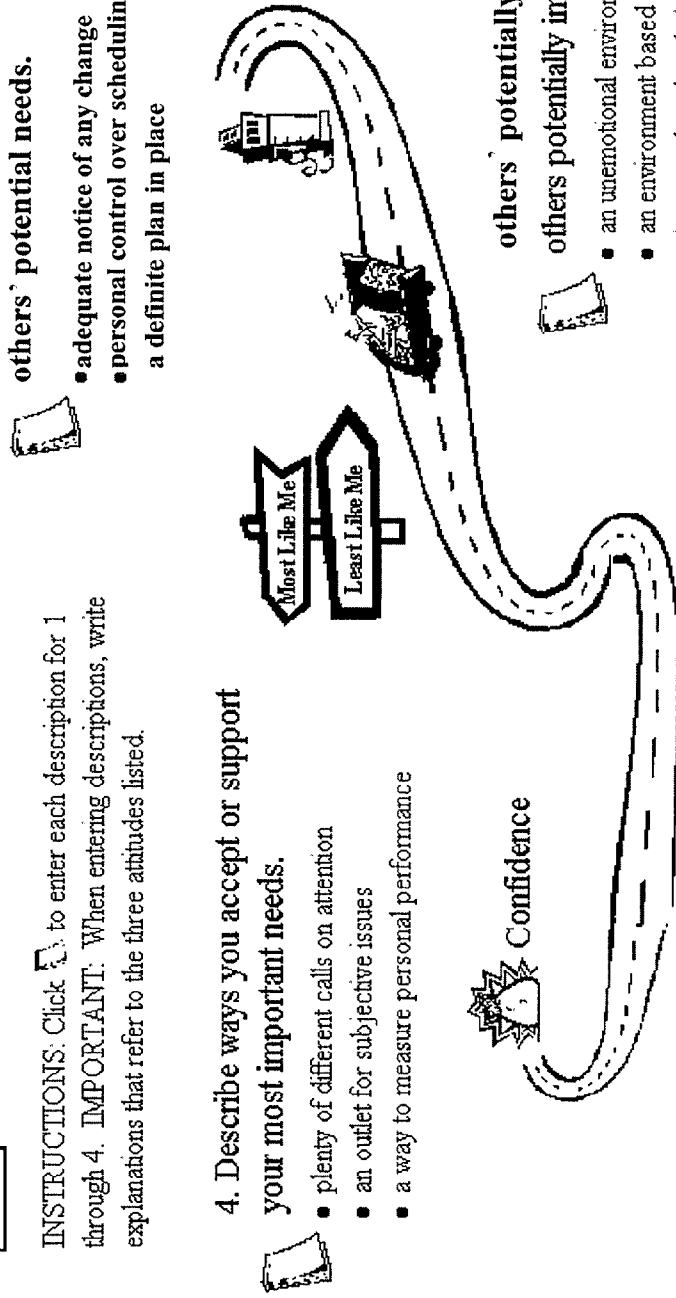 INSTRUCTIONS: Click to enter each description for 1
through 4. IMPORTANT: When entering descriptions, write
explanations that refer to the three attitudes listed.
4. Describe ways you accept or support
your most important needs.
• plenty of different calls on attention
• an outlet for subjective issues
• a way to measure personal performance
Confidence
Most Like Me
Least Like Me
others' potential needs.
• adequate notice of any change
• personal control over schedulin
a definite plan in place
others' potentially
others potentially im
• an unemotional environ
• an environment based